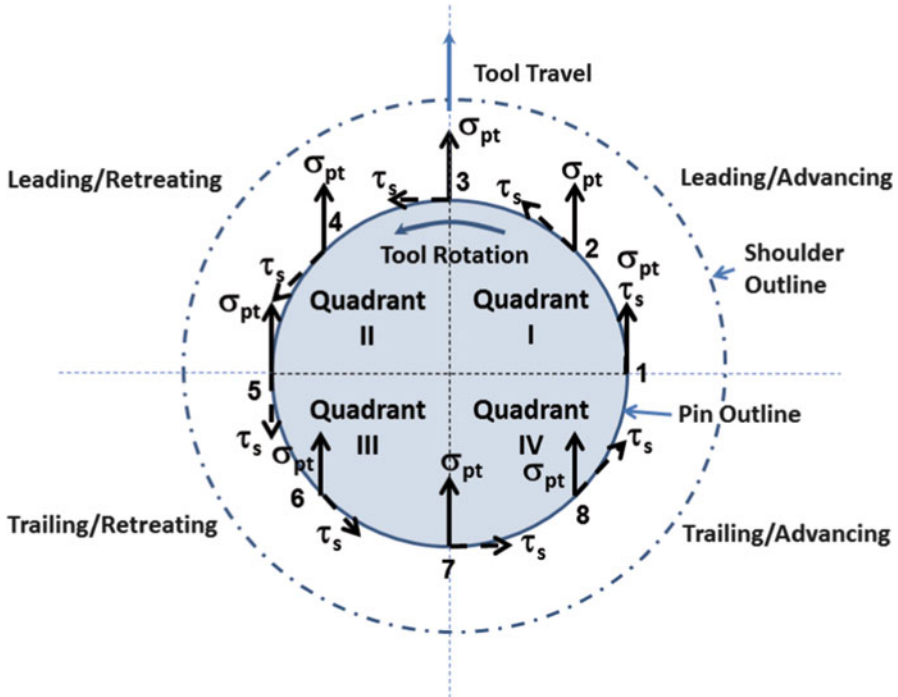 Tool Travel
σpt
Leading/Retreating
Leading/Advancing
σpt
τs
3
τs
σpt
4
2
Tool Rotation
Shoulder
Outline
σpt
τs
τs
σpt
Quadrant
II
Quadrant
I
5
1
Quadrant
III
Quadrant
IV
Pin Outline
τs
σpt
σpt
σpt
τs
6
8
Trailing/Retreating
τs
τs
Trailing/Advancing
7